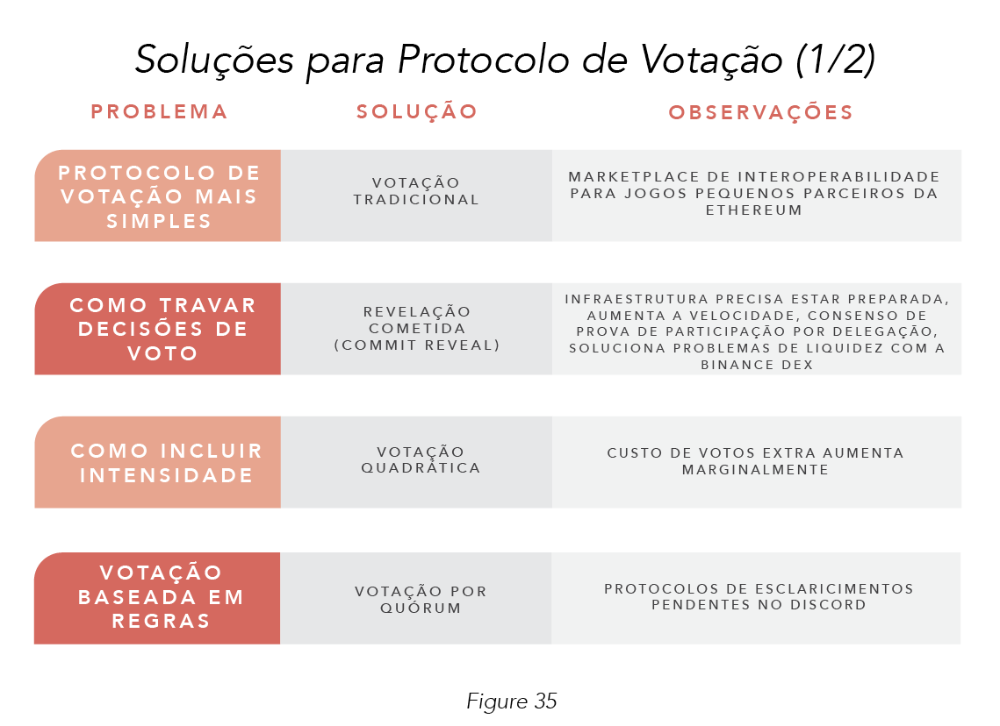 Soluções para Protocolo de Votação (1/2)
PROBLEMA
SOLUÇÃO
OBSERVAÇÕES
PROTOCOLO DE
VOTAÇÃO MAIS
SIMPLES
VOTAÇÃO
TRADICIONAL
MARKETPLACE DE INTEROPERABILIDADE
PARA JOGOS PEQUENOS PARCEIROS DA
ETHEREUM
COMO TRAVAR
DECISÕES DE
VOTO
REVELAÇÃO
COMETIDA
(COMMIT REVEAL)
INFRAESTRUTURA PRECISA ESTAR PREPARADA,
AUMENTA A VELOCIDADE, CONSENSO DE
PROVA DE PARTICIPAÇÃO POR DELEGAÇÃO,
SOLUCIONA PROBLEMAS DE LIQUIDEZ COM A
BINANCE DEX
COMO INCLUIR
INTENSIDADE
VOTAÇÃO
QUADRÁTICA
CUSTO DE VOTOS EXTRA AUMENTA
MARGINALMENTE
VOTAÇÃO
BASEADA EM
REGRAS
VOTAÇÃO POR
QUÓRUM
PROTOCOLOS DE ESCLARICIMENTOS
PENDENTES NO DISCORD
Figure 35